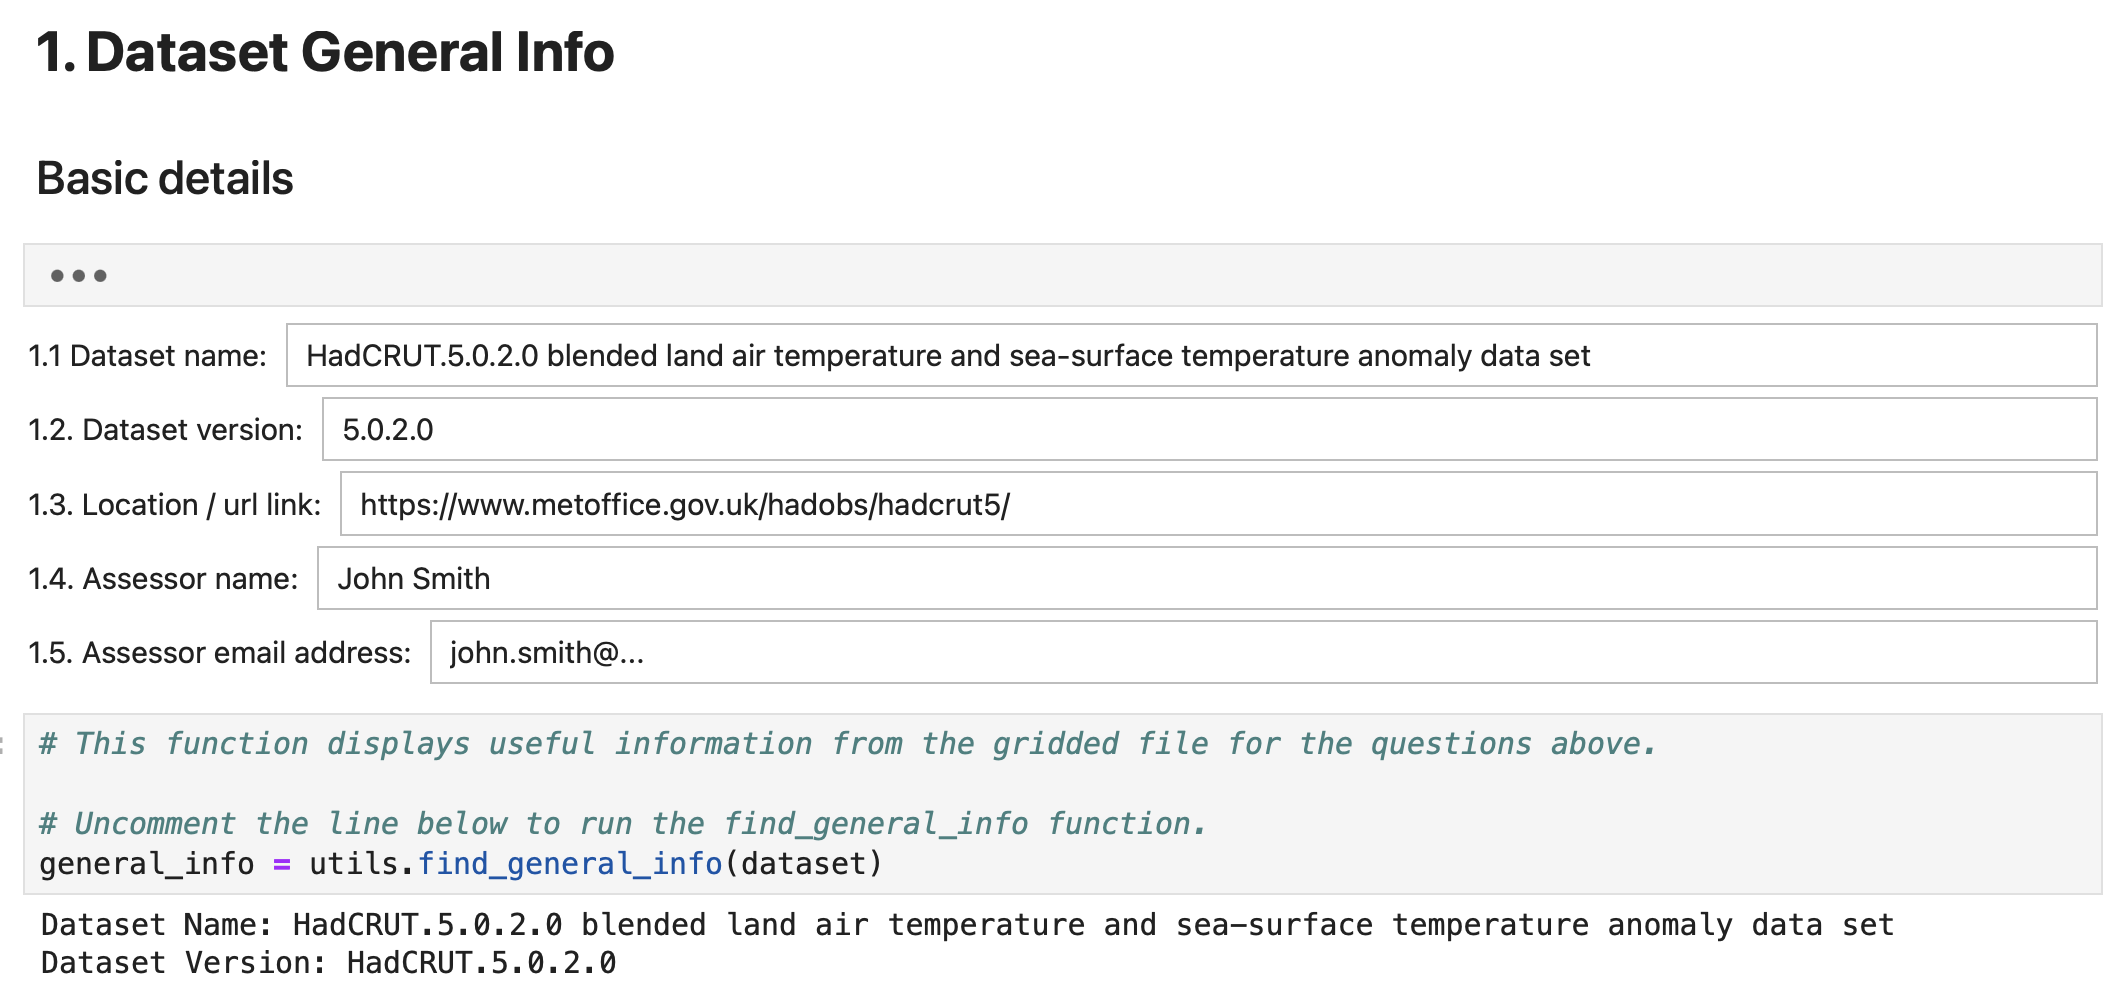 1. Dataset General Info
Basic details
1.1 Dataset name: HadCRUT.5.0.2.0 blended land air temperature and sea-surface temperature anomaly data set
1.2. Dataset version: 5.0.2.0
1.3. Location / url link: https://www.metoffice.gov.uk/hadobs/hadcrut5/
1.4. Assessor name: John Smith
1.5. Assessor email address: john.smith@...
# This function displays useful information from the gridded file for the questions above.
# Uncomment the line below to run the find_general_info function.
general_info = utils.find_general_info(dataset)
Dataset Name: HadCRUT.5.0.2.0 blended land air temperature and sea-surface temperature anomaly data set
Dataset Version: HadCRUT.5.0.2.0